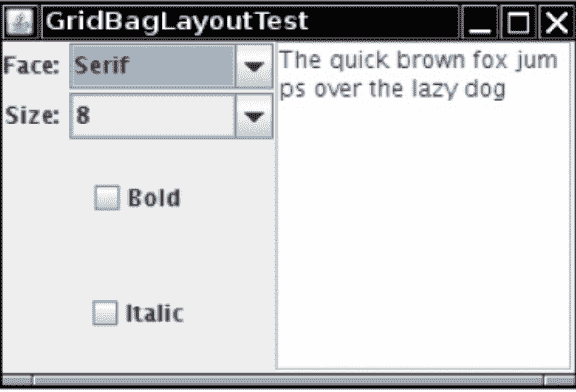 GridBagLayoutTest
Face: Serif
Size: 8
Bold
Italic
The quick brown fox jum
ps over the lazy dog